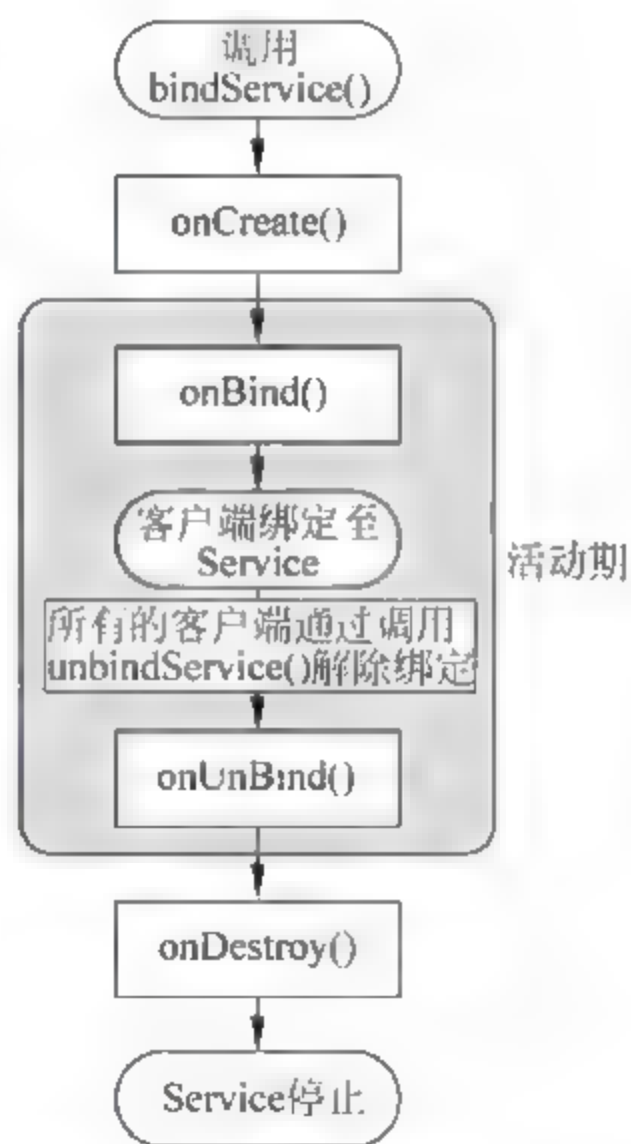 调用
bindService()
onCreate()
onBind()
客户端绑定至
Service
活动期
所有的客户端通过调用
unbindService()解除绑定
onUnBind()
onDestroy()
Service停止